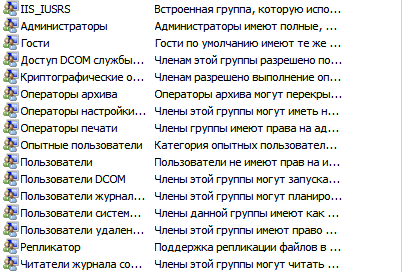 IIS_IUSRS Встроенная группа, которую испо...
Администраторы Администраторы имеют полные, ...
Гости Гости по умолчанию имеют те же ...
Доступ DCOM службы... Членам этой группы разрешено по...
Криптографические о... Членам разрешено выполнение оп...
Операторы архива Операторы архива могут перекры...
Операторы настройки... Члены этой группы могут иметь н...
Операторы печати Члены группы имеют права на ад...
Опытные пользователи Категория опытных пользовател...
Пользователи Пользователи не имеют прав на и...
Пользователи DCOM Члены этой группы могут запуска...
Пользователи журнал... Члены этой группы могут планиро...
Пользователи систем... Члены данной группы имеют как ...
Пользователи удален... Члены этой группы имеют право ...
Репликатор Поддержка репликации файлов в ...
Читатели журнала со... Члены этой группы могут читать ...